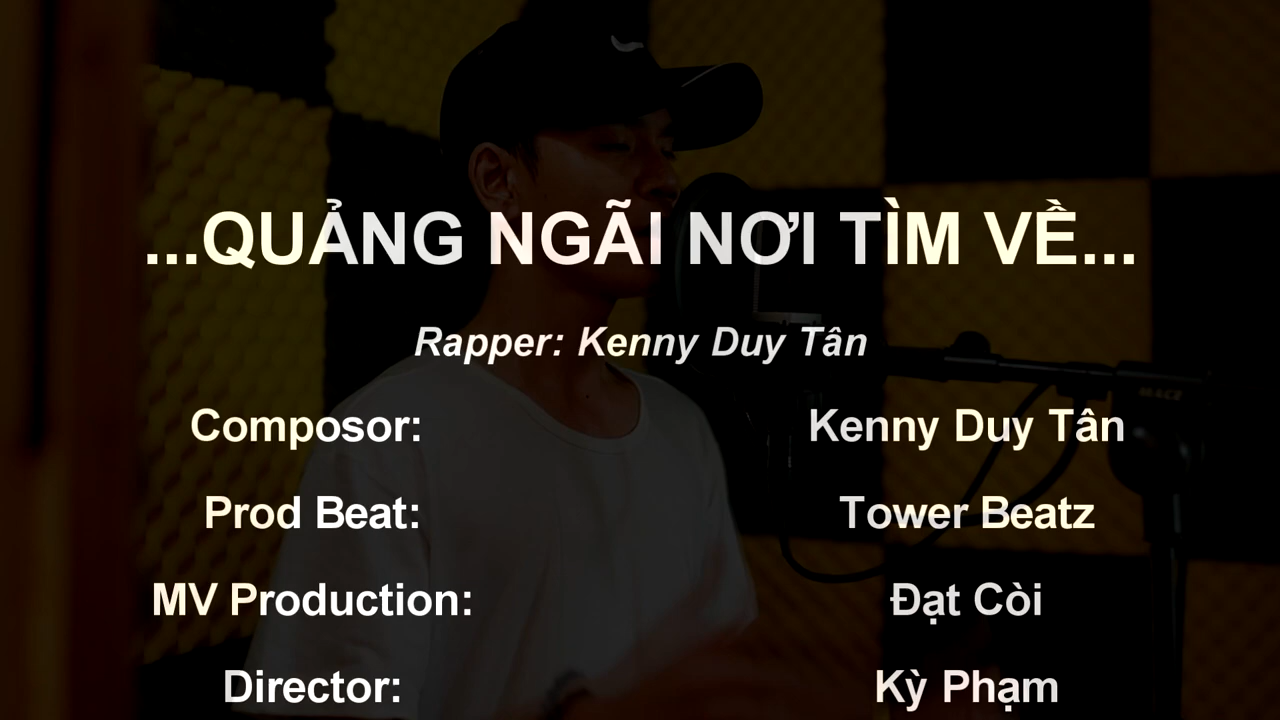 ...QUẢNG NGÃI NƠI TÌM VỀ...
Rapper: Kenny Duy Tân
Composor: Kenny Duy Tân
Prod Beat: Tower Beatz
MV Production: Đạt Còi
Director: Kỳ Phạm